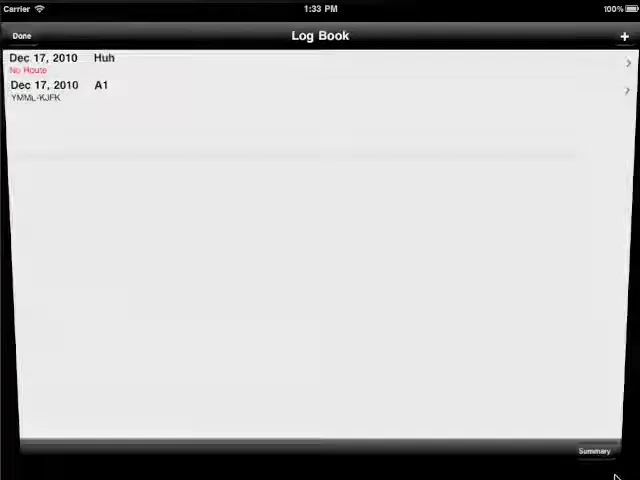 Carrier 1:33 PM 100%
Done Log Book +
Dec 17, 2010 Huh
No Route
Dec 17, 2010 A1
YMML-KJFK
Summary